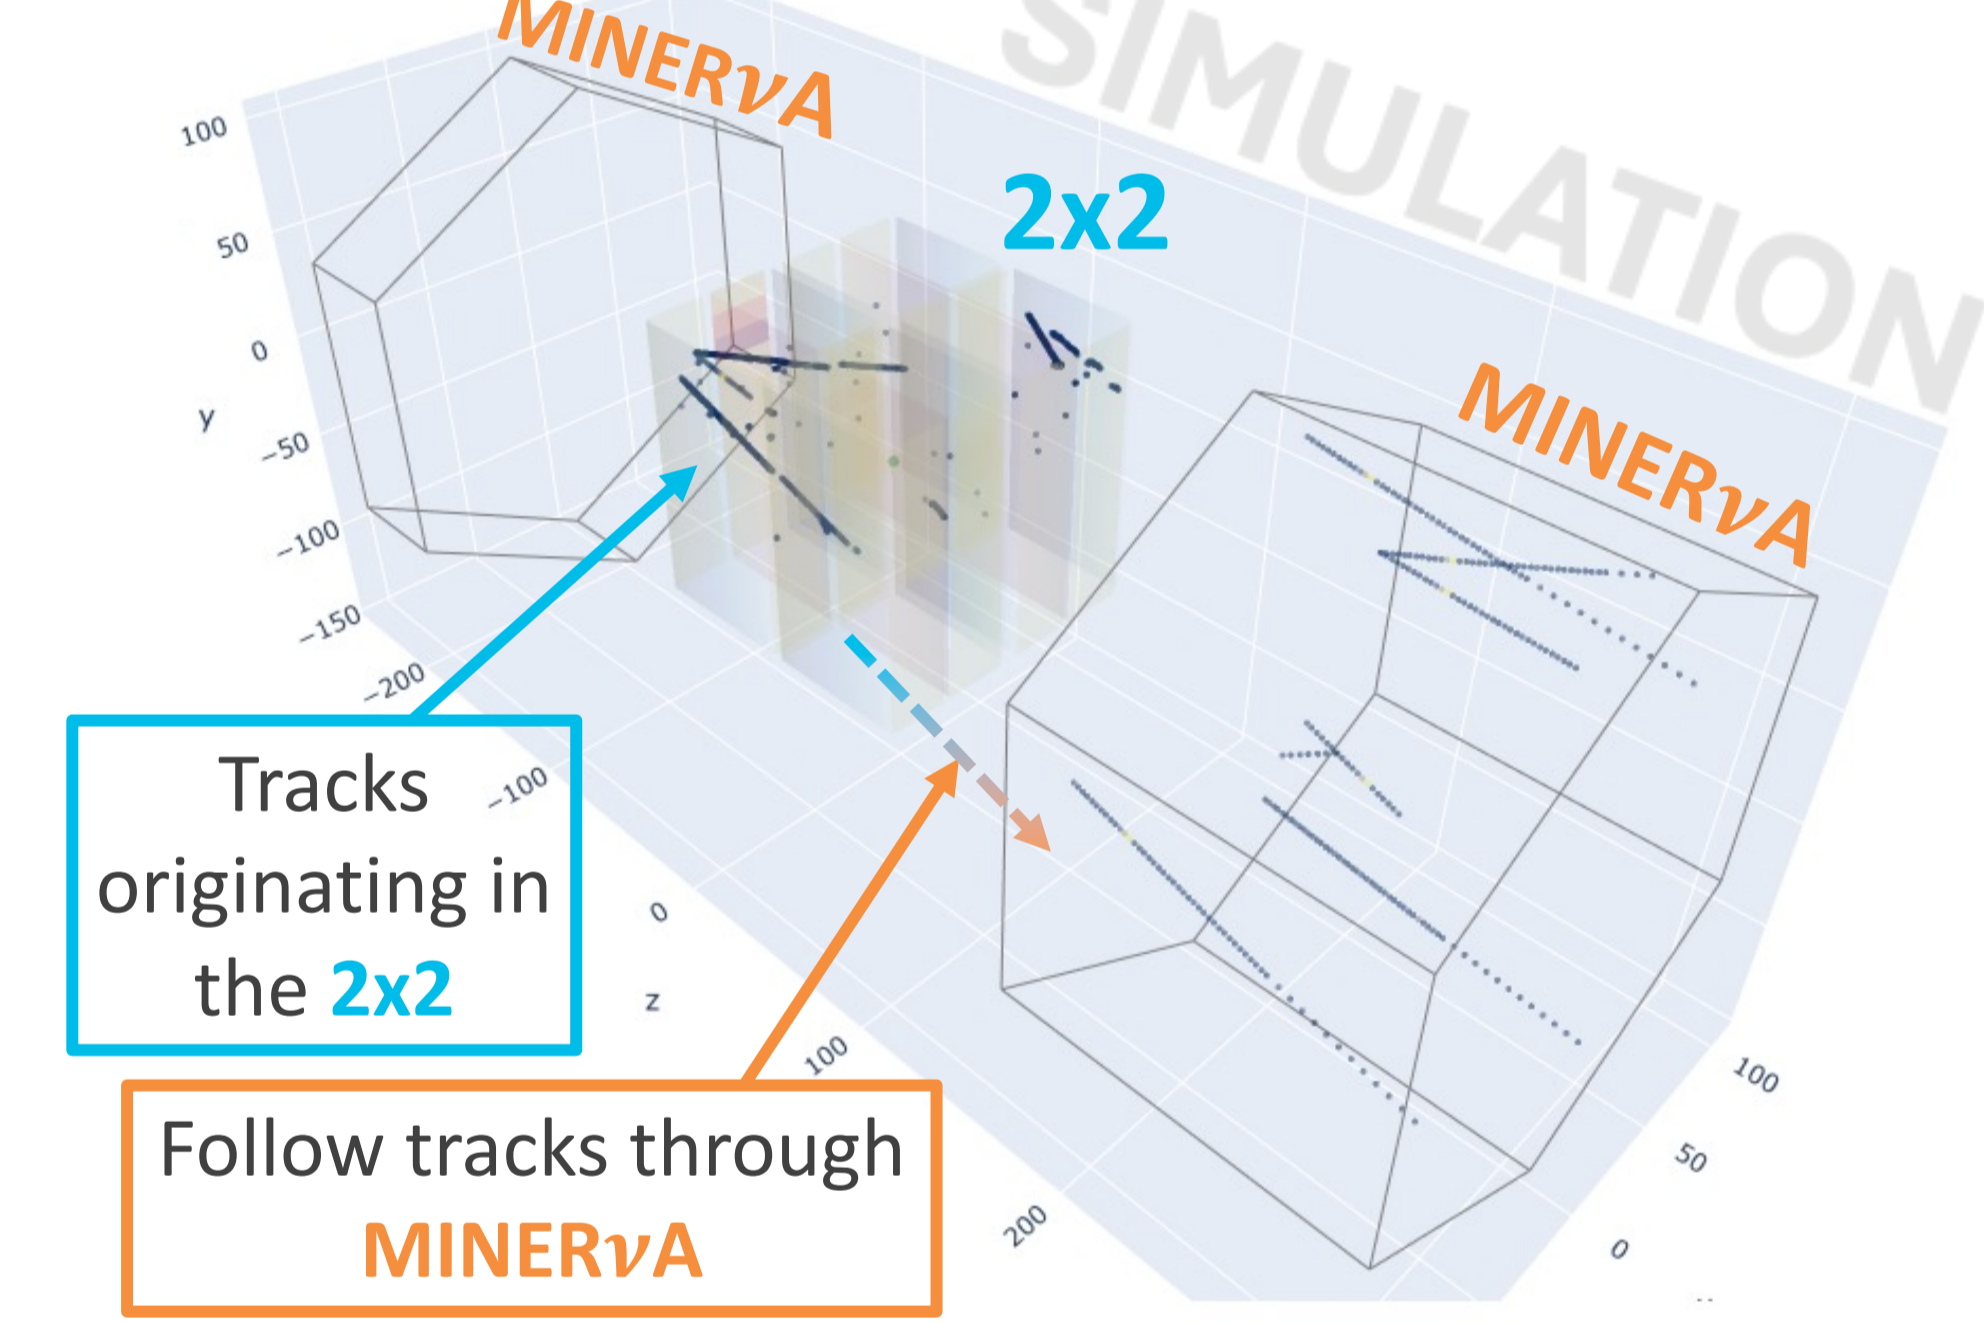 SIMULATION
MINERνA
2x2
MINERνA
100
50
0
y
−50
−100
−150
−200
−100
0
z
100
200
100
50
0
Tracks
originating in
the 2x2
Follow tracks through
MINERνA